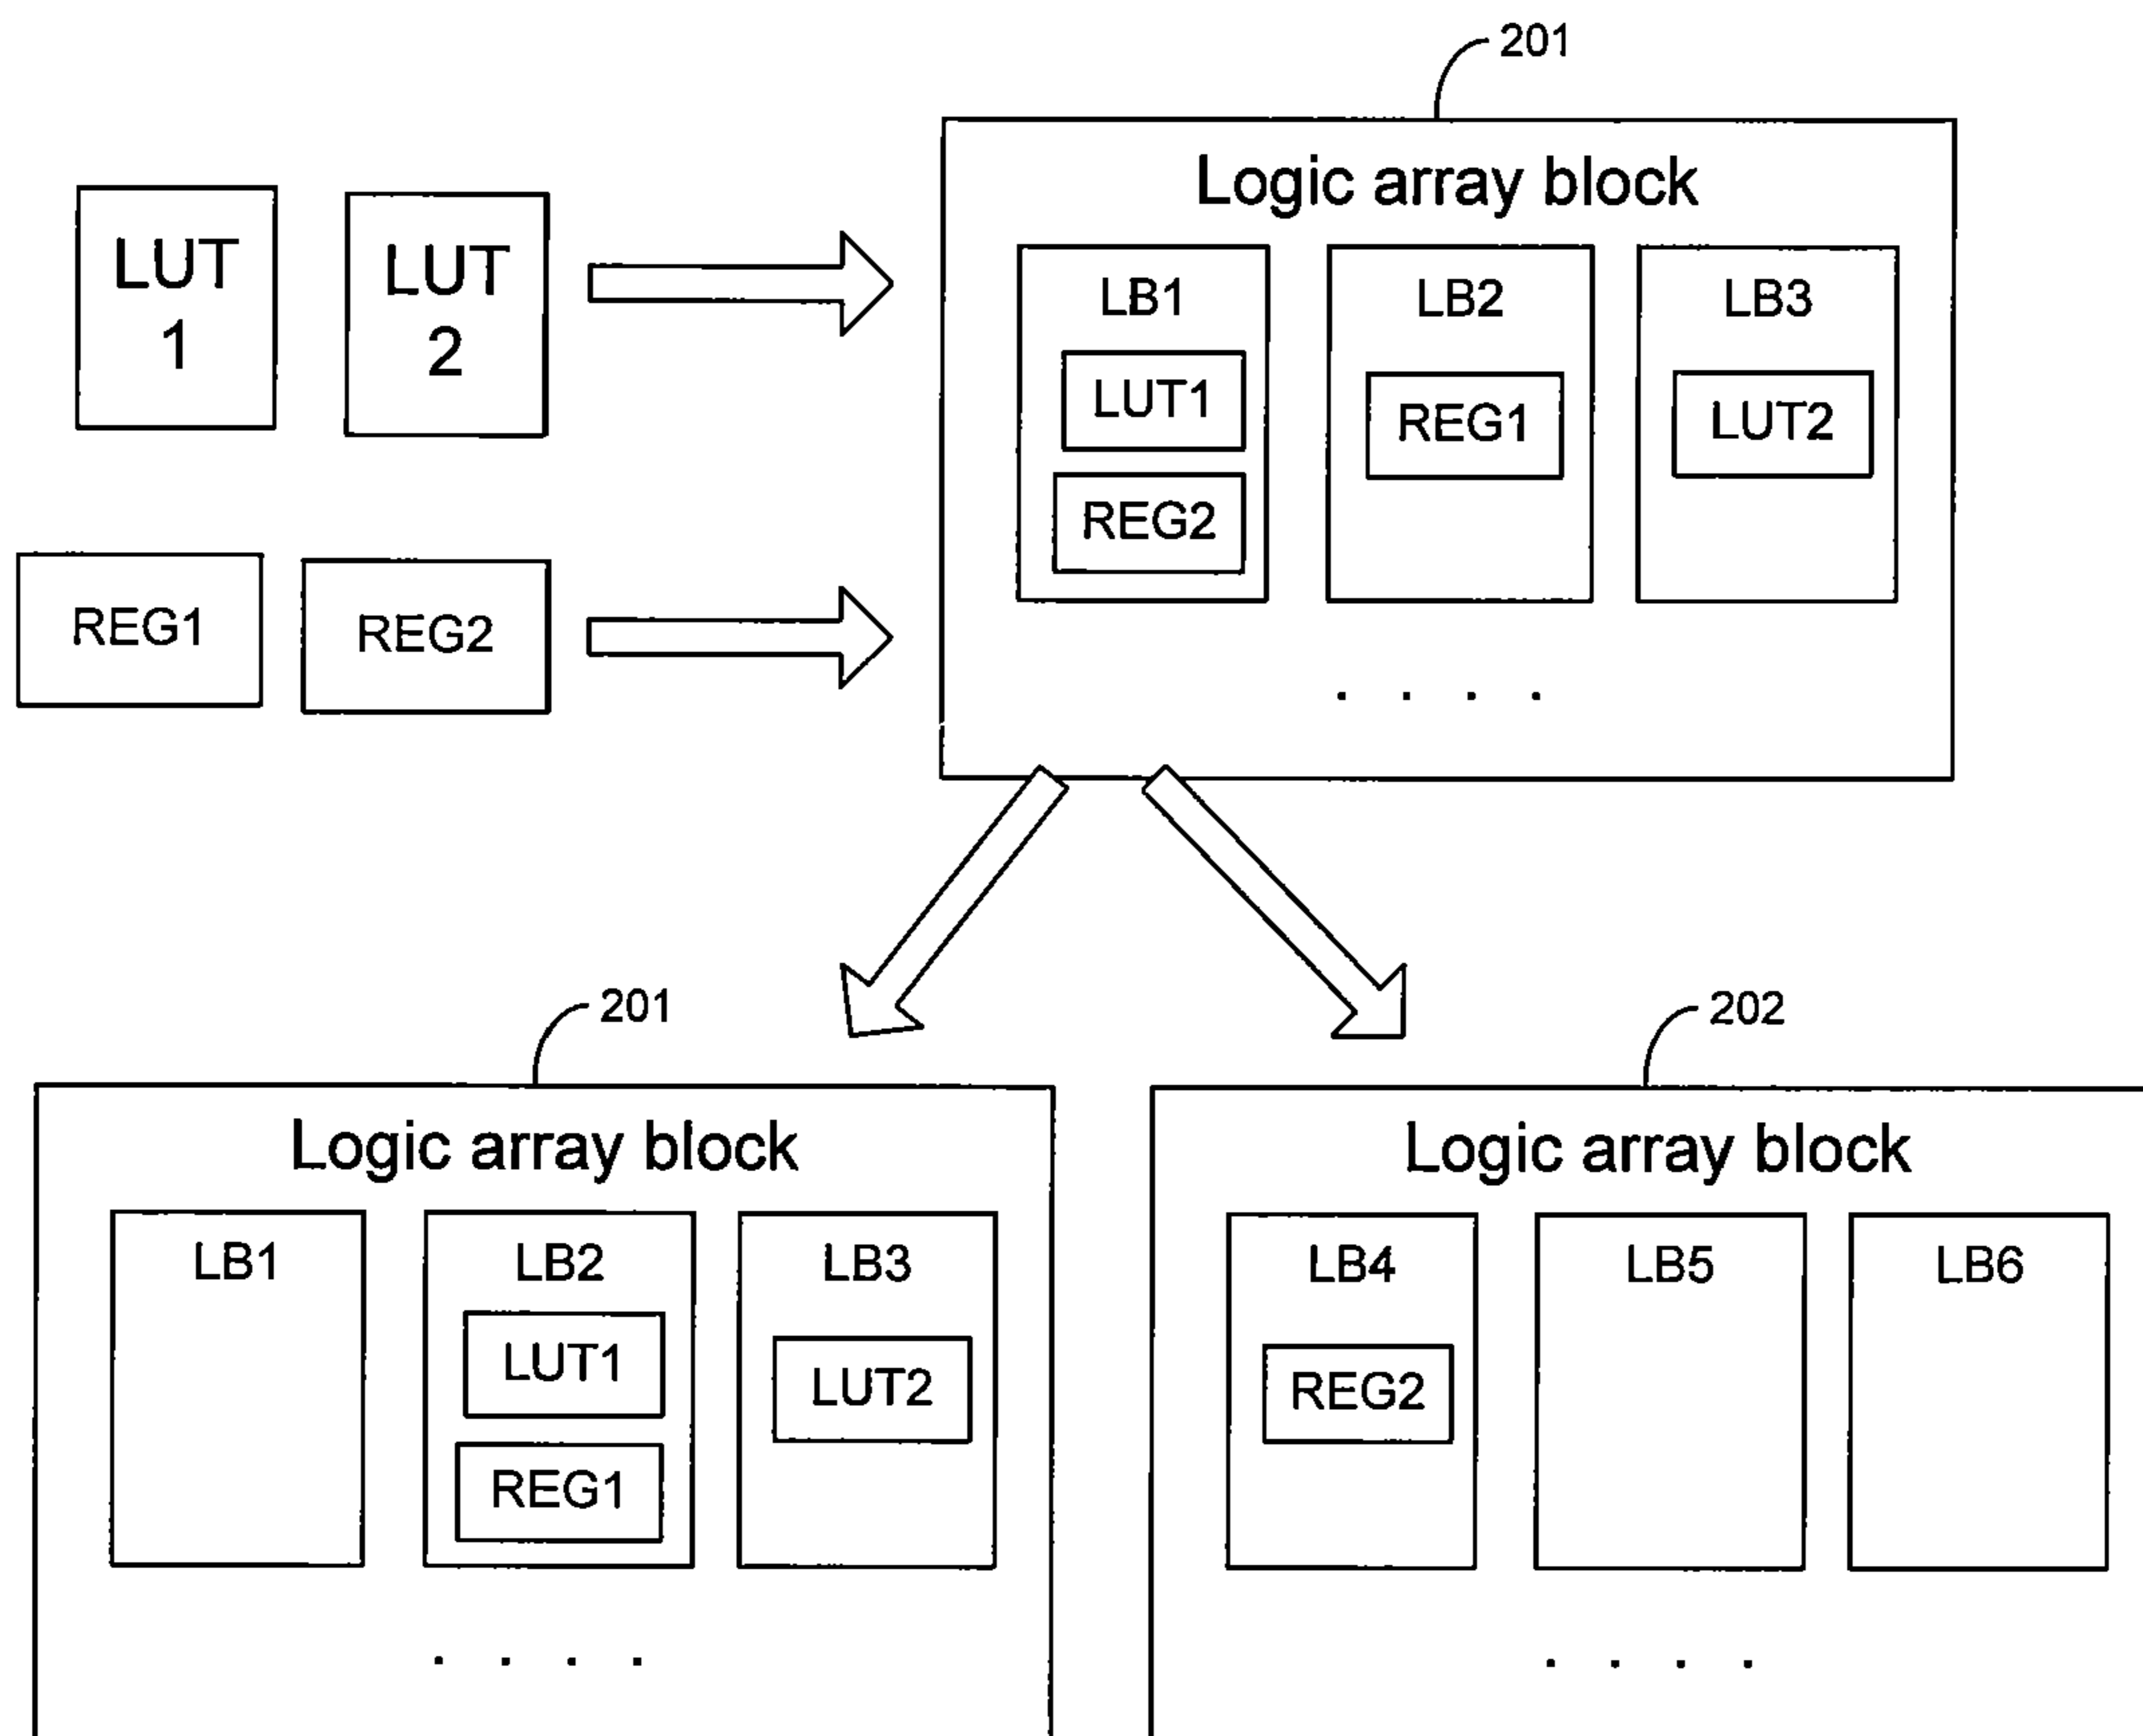 201
Logic array block
LUT
1
LUT
2
LB1
LB2
LB3
LUT1
REG1
LUT2
REG2
REG1
REG2
. . . .
201
202
Logic array block
Logic array block
LB1
LB2
LB3
LB4
LB5
LB6
LUT1
LUT2
REG2
REG1
. . . .
. . . .